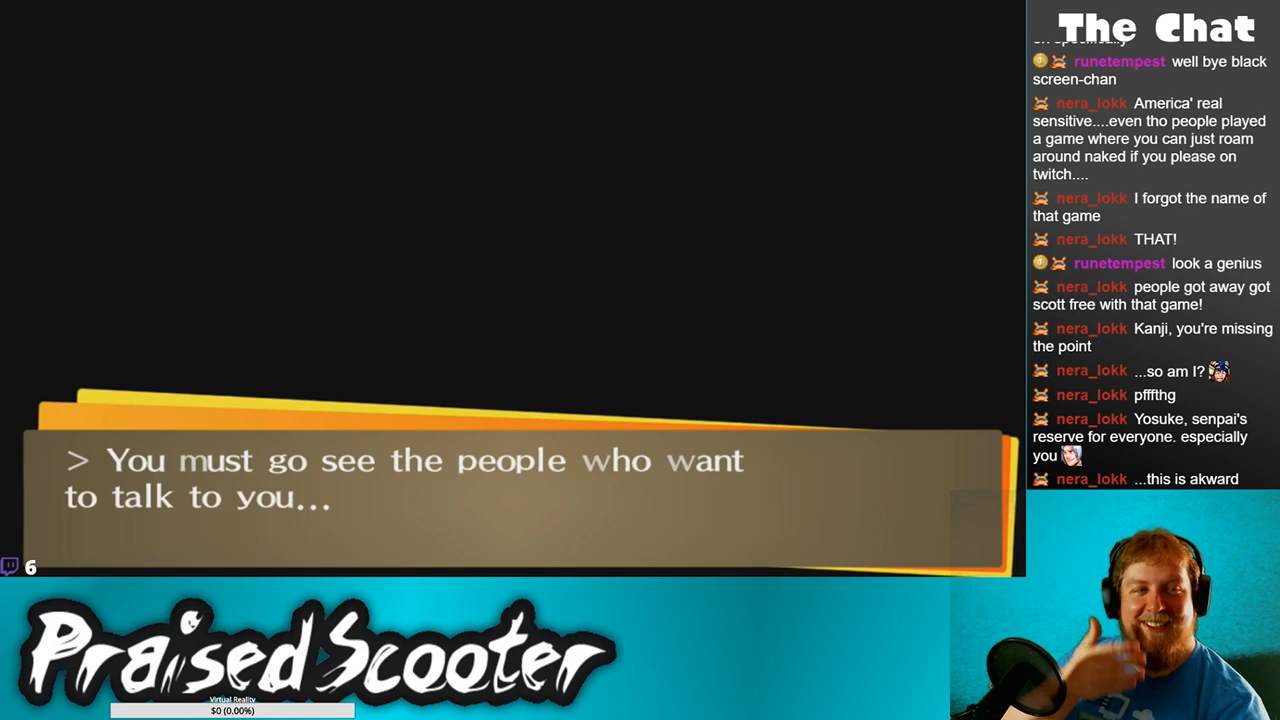 > You must go see the people who want
to talk to you...
6
PraisedScooter
Virtual Reality
$0 (0.00%)
The Chat
runetempest well bye black
screen-chan
nera_lokk America' real
sensitive....even tho people played
a game where you can just roam
around naked if you please on
twitch....
nera_lokk I forgot the name of
that game
nera_lokk THAT!
runetempest look a genius
nera_lokk people got away got
scott free with that game!
nera_lokk Kanji, you're missing
the point
nera_lokk ...so am I?
nera_lokk pfffthg
nera_lokk Yosuke, senpai's
reserve for everyone. especially
you
nera_lokk ...this is akward